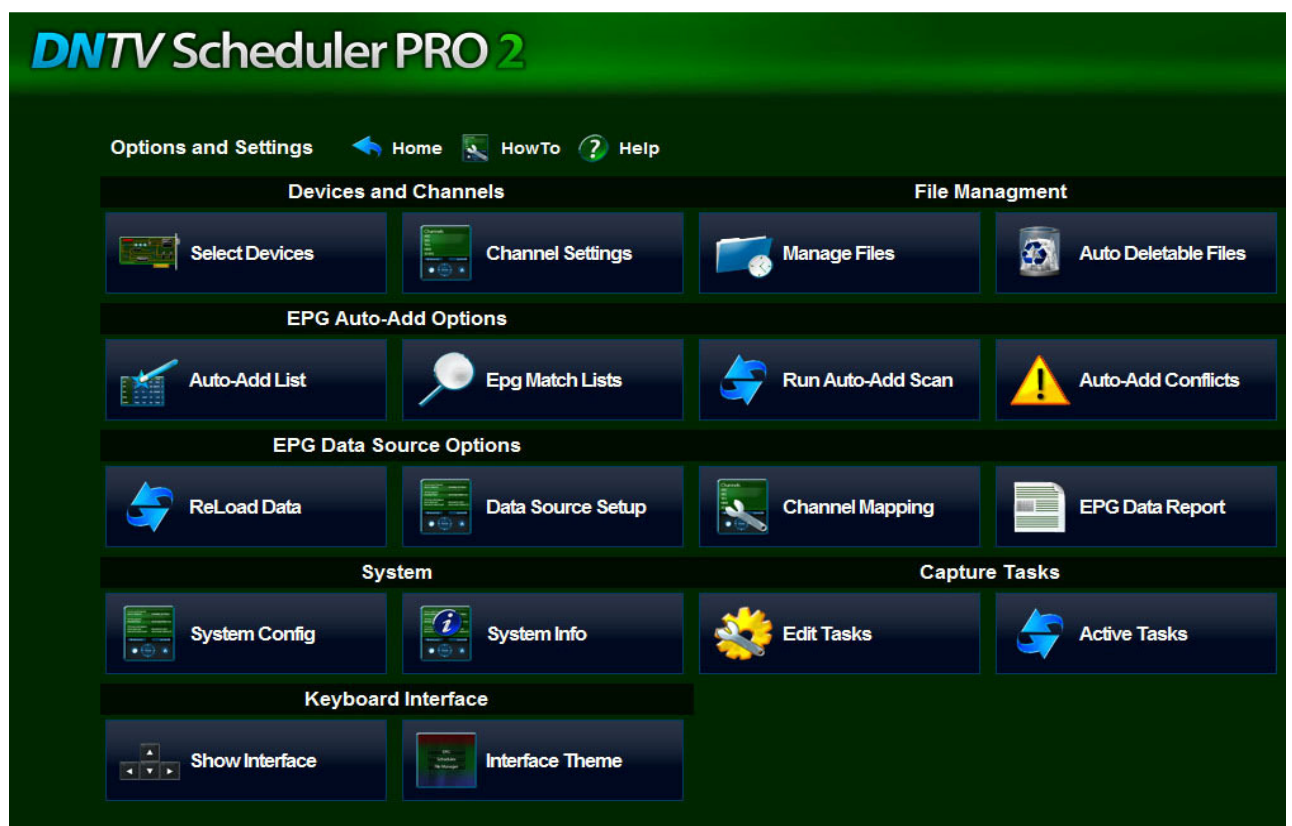 DNTV Scheduler PRO 2
Options and Settings Home HowTo Help
Devices and Channels File Managment
Select Devices Channel Settings Manage Files Auto Deletable Files
EPG Auto-Add Options
Auto-Add List Epg Match Lists Run Auto-Add Scan Auto-Add Conflicts
EPG Data Source Options
ReLoad Data Data Source Setup Channel Mapping EPG Data Report
System Capture Tasks
System Config System Info Edit Tasks Active Tasks
Keyboard Interface
Show Interface Interface Theme